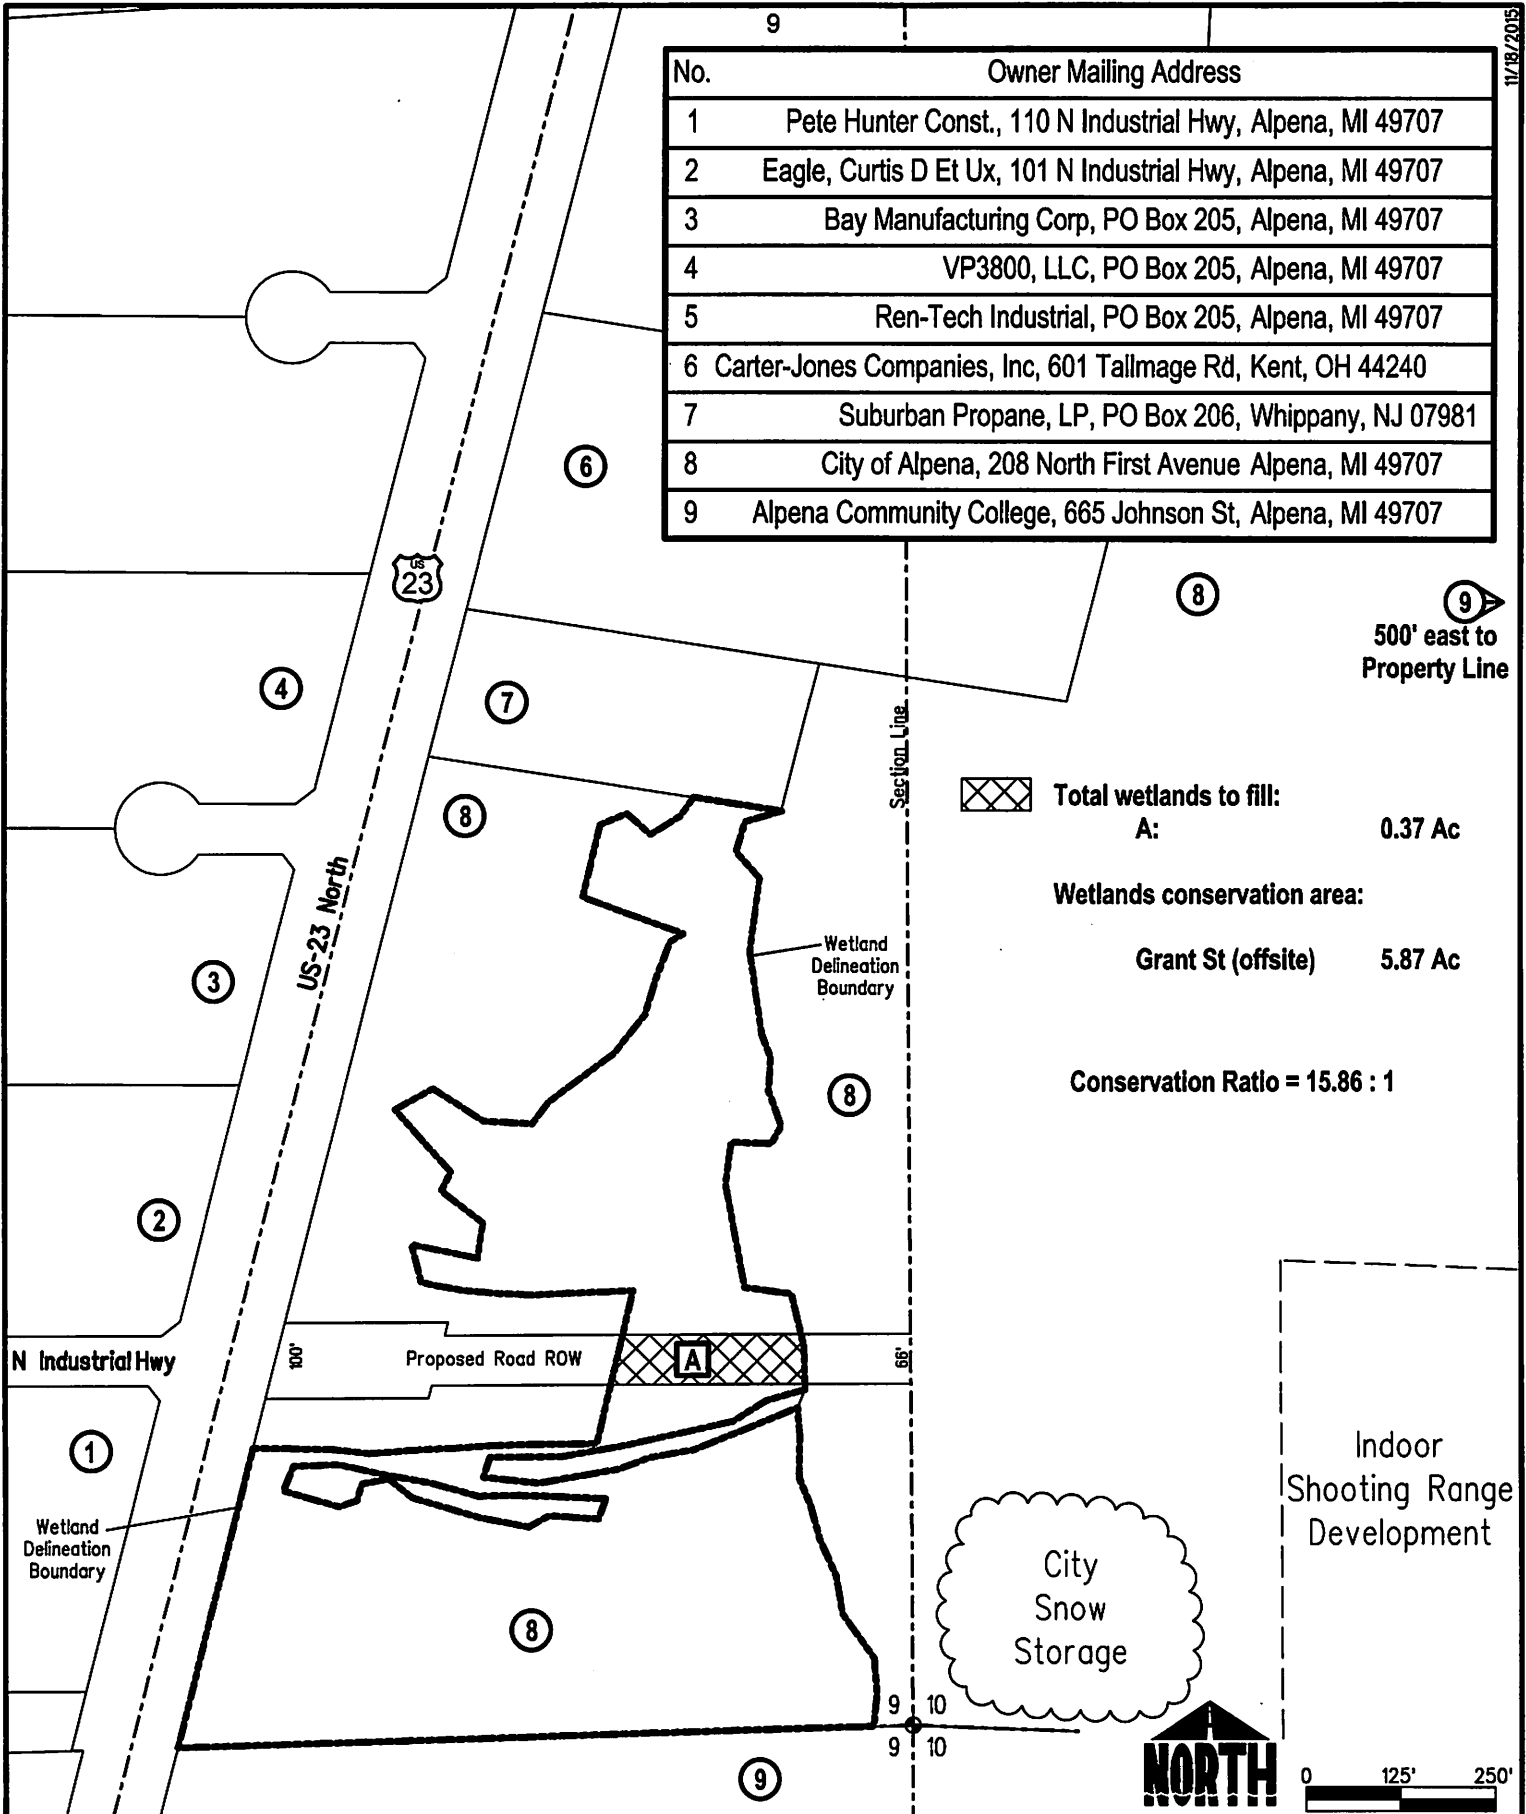 9
11/18/2015
No. Owner Mailing Address
1 Pete Hunter Const., 110 N Industrial Hwy, Alpena, MI 49707
2 Eagle, Curtis D Et Ux, 101 N Industrial Hwy, Alpena, MI 49707
3 Bay Manufacturing Corp, PO Box 205, Alpena, MI 49707
4 VP3800, LLC, PO Box 205, Alpena, MI 49707
5 Ren-Tech Industrial, PO Box 205, Alpena, MI 49707
6 Carter-Jones Companies, Inc, 601 Tallmage Rd, Kent, OH 44240
7 Suburban Propane, LP, PO Box 206, Whippany, NJ 07981
8 City of Alpena, 208 North First Avenue Alpena, MI 49707
9 Alpena Community College, 665 Johnson St, Alpena, MI 49707
6
US
23
8
9
500' east to
Property Line
4
7
Section Line
8
Total wetlands to fill:
A: 0.37 Ac
Wetlands conservation area:
Grant St (offsite) 5.87 Ac
Conservation Ratio = 15.86 : 1
US-23 North
3
Wetland
Delineation
Boundary
8
2
N Industrial Hwy
100'
Proposed Road ROW
A
66'
1
Wetland
Delineation
Boundary
8
Indoor
Shooting Range
Development
City
Snow
Storage
9 10
9 10
9
NORTH
0 125' 250'